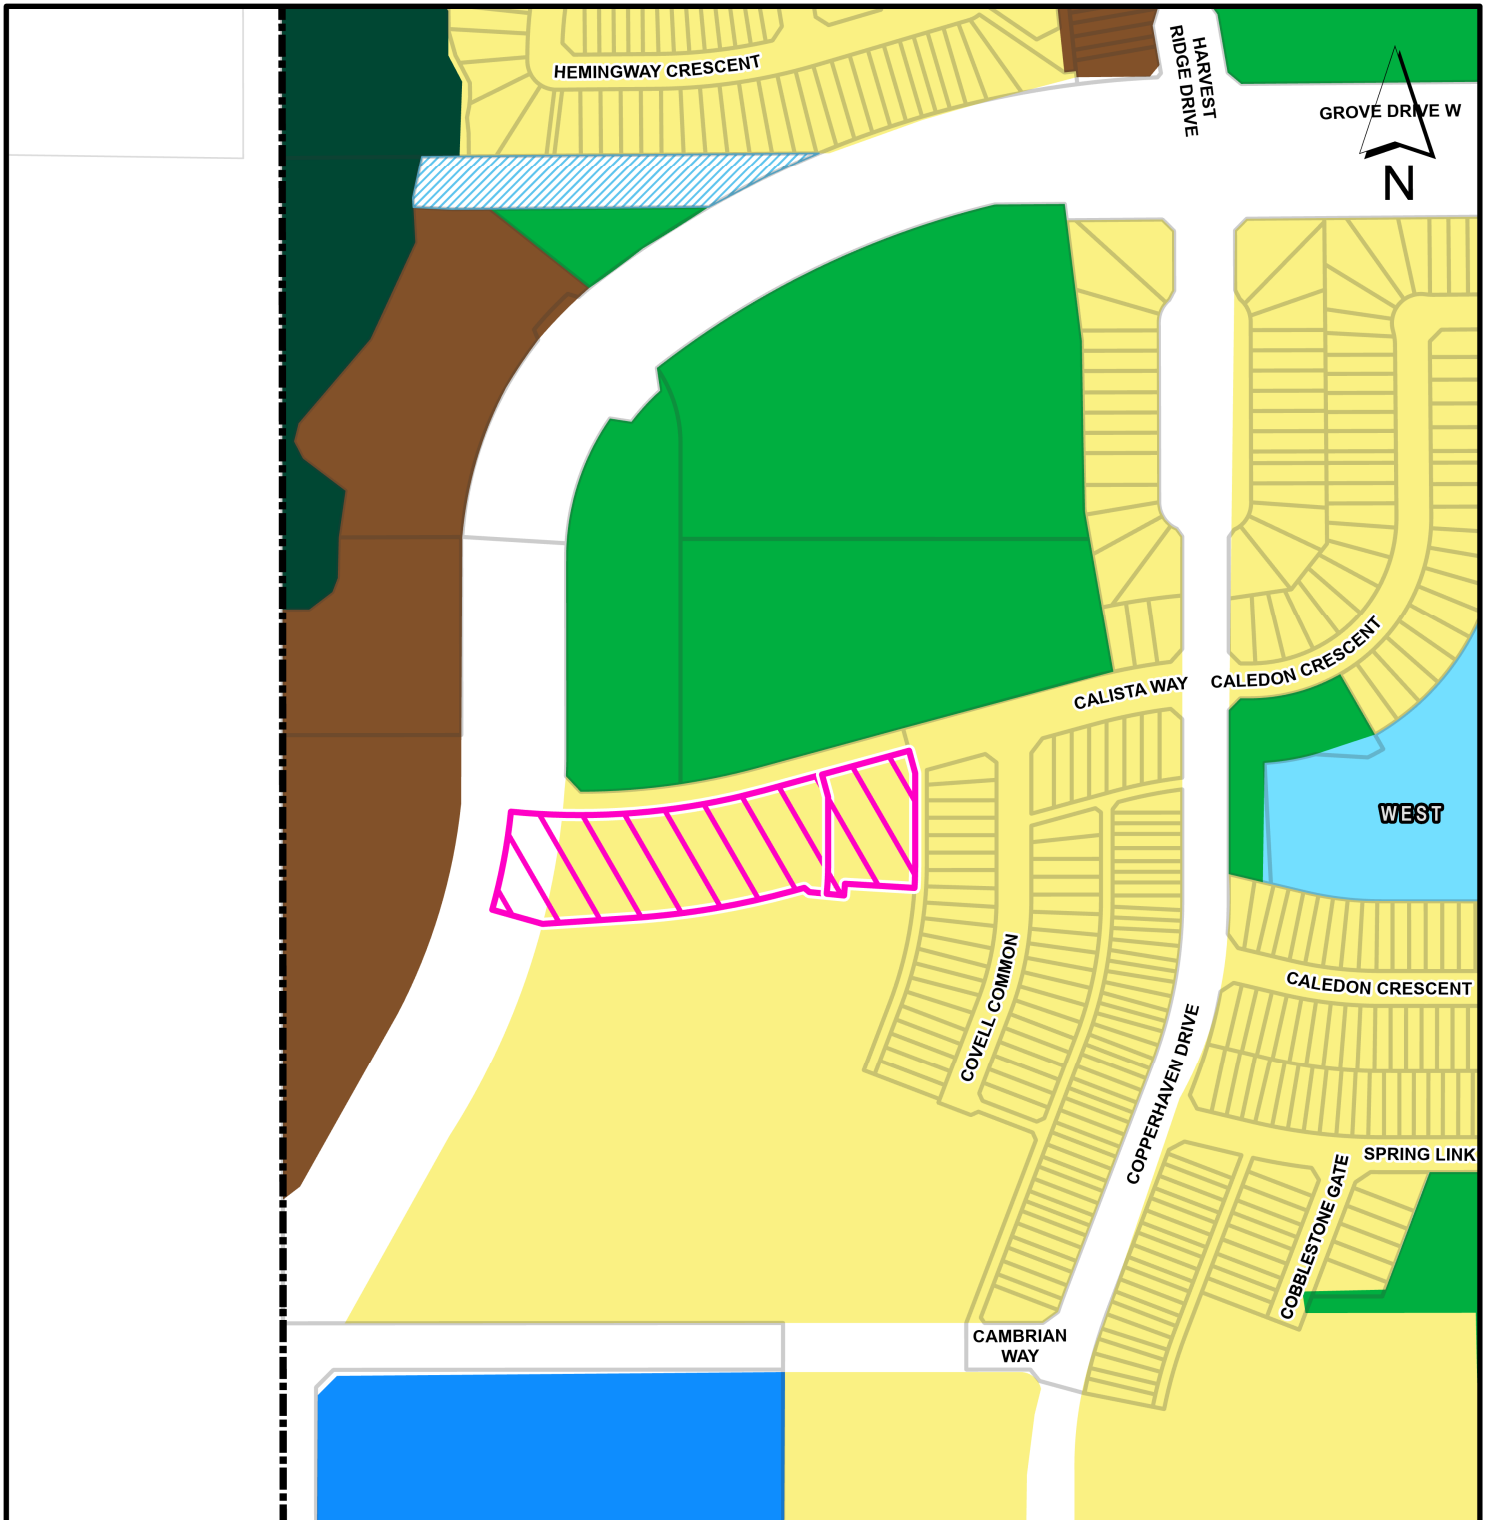 HEMINGWAY CRESCENT
HARVEST
RIDGE DRIVE
GROVE DRIVE W
N
CALISTA WAY
CALEDON CRESCENT
WEST
COVELL COMMON
CALEDON CRESCENT
COPPERHAVEN DRIVE
SPRING LINK
COBBLESTONE GATE
CAMBRIAN
WAY